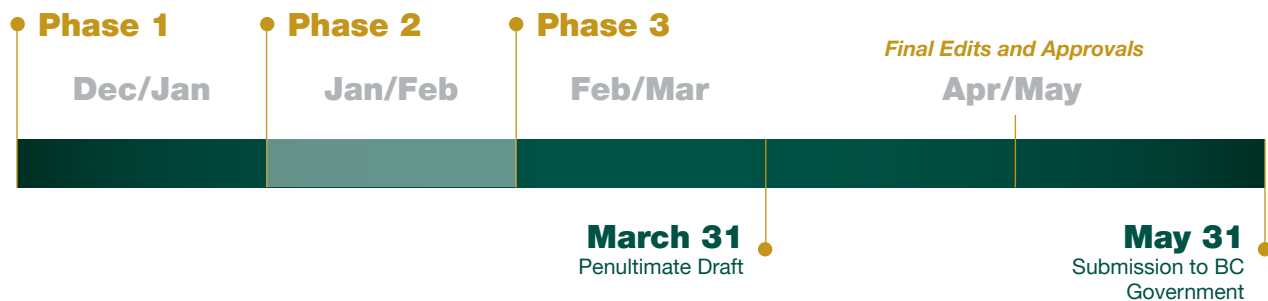 Phase 1
Phase 2
Phase 3
Final Edits and Approvals
Dec/Jan
Jan/Feb
Feb/Mar
Apr/May
March 31
Penultimate Draft
May 31
Submission to BC
Government